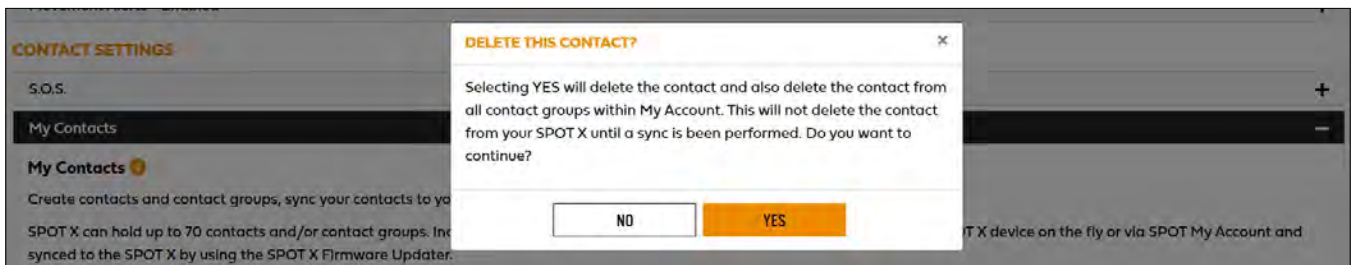 Movement Alerts - Enabled
CONTACT SETTINGS
S.O.S.
+
My Contacts
My Contacts
Create contacts and contact groups, sync your contacts to yo
SPOT X can hold up to 70 contacts and/or contact groups. Inc
T X device on the fly or via SPOT My Account and
synced to the SPOT X by using the SPOT X Firmware Updater.
DELETE THIS CONTACT?
×
Selecting YES will delete the contact and also delete the contact from
all contact groups within My Account. This will not delete the contact
from your SPOT X until a sync is been performed. Do you want to
continue?
NO
YES